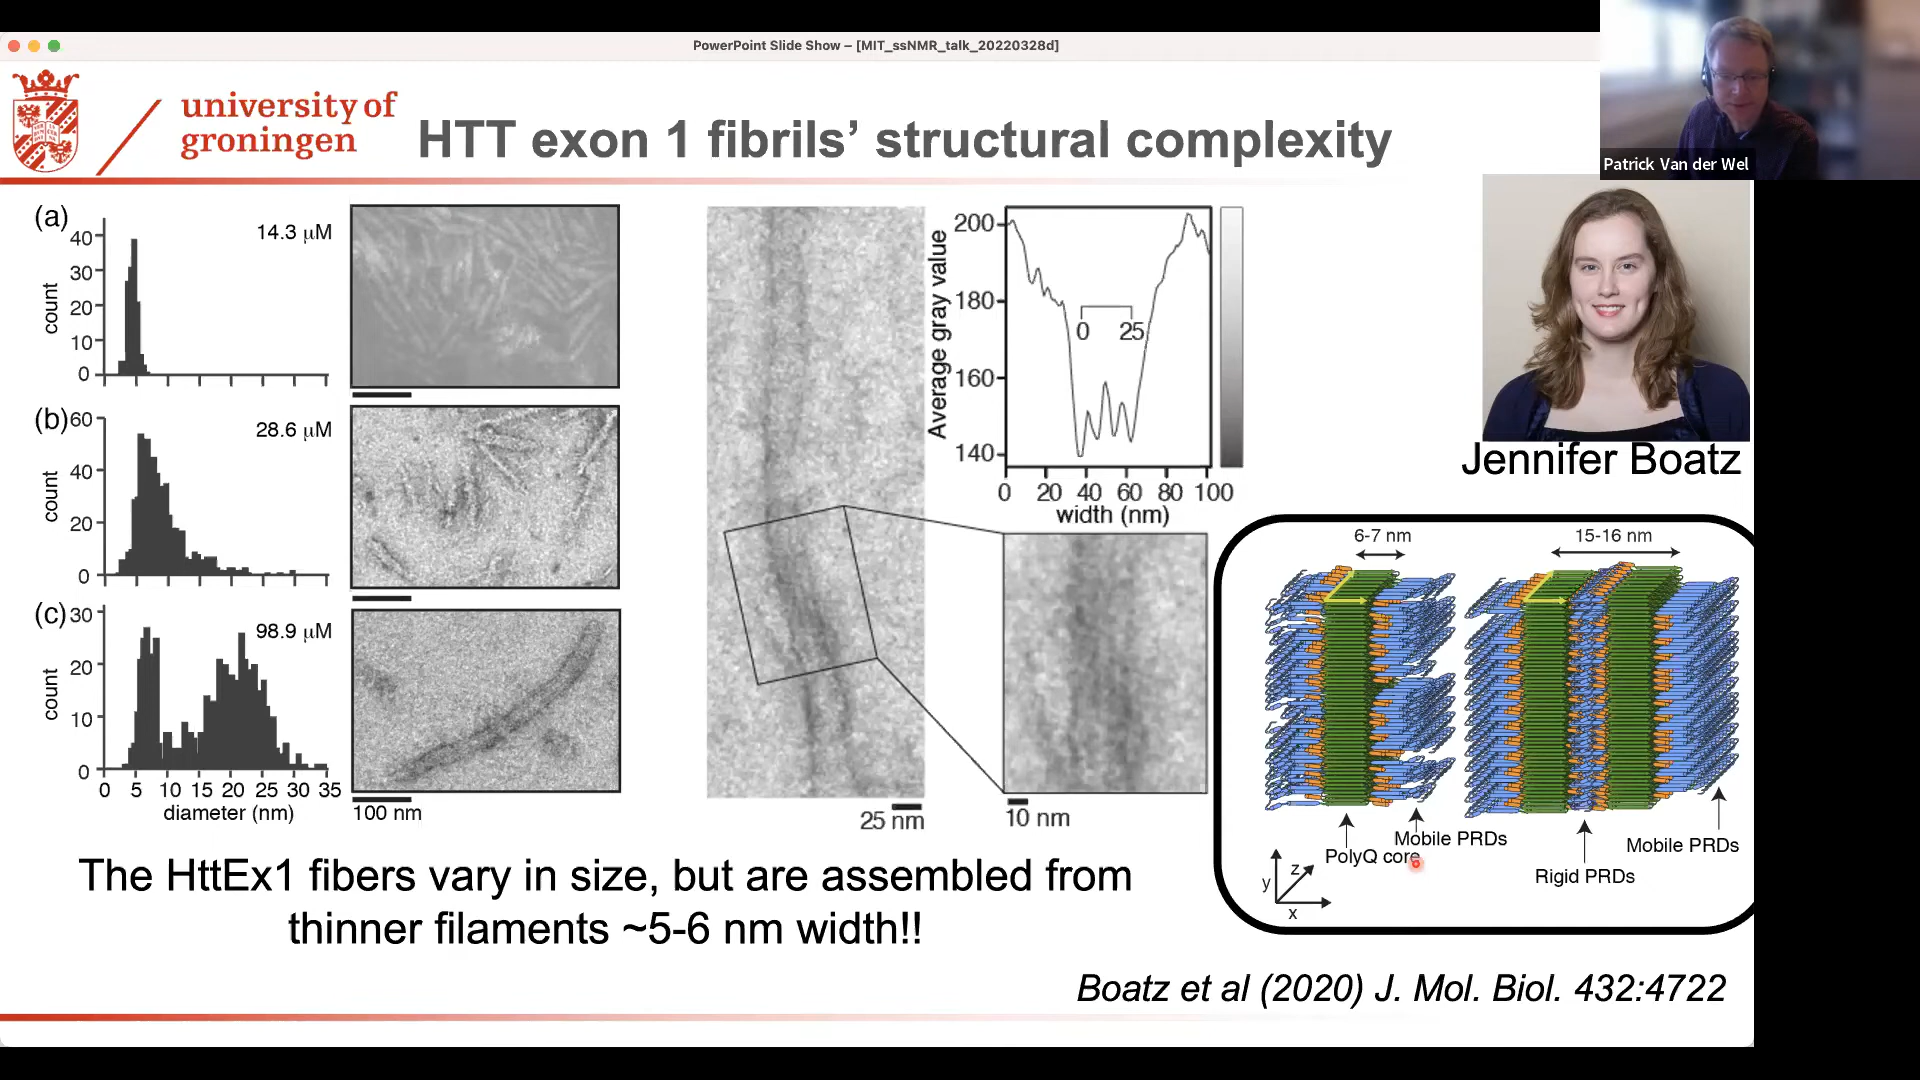 PowerPoint Slide Show – [MIT_ssNMR_talk_20220328d]
university of
groningen
HTT exon 1 fibrils’ structural complexity
Patrick Van der Wel
(a)
14.3 μM
40
30
20
10
0
count
(b)
28.6 μM
60
40
20
0
count
(c)
98.9 μM
30
20
10
0
count
0 5 10 15 20 25 30 35
diameter (nm)
100 nm
25 nm
Average gray value
200
180
160
140
0 25
0 20 40 60 80 100
width (nm)
10 nm
Jennifer Boatz
6-7 nm
15-16 nm
Mobile PRDs
PolyQ core
Rigid PRDs
Mobile PRDs
y
z
x
The HttEx1 fibers vary in size, but are assembled from
thinner filaments ~5-6 nm width!!
Boatz et al (2020) J. Mol. Biol. 432:4722